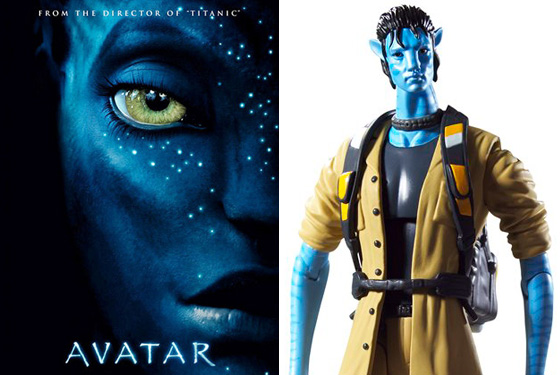 FROM THE DIRECTOR OF "TITANIC"
AVATAR